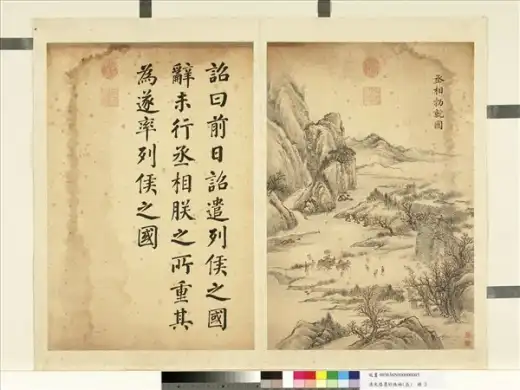 丞相勃就國
詔曰前日詔遣列侯之國
辭未行丞相朕之所重其
為遂率列侯之國